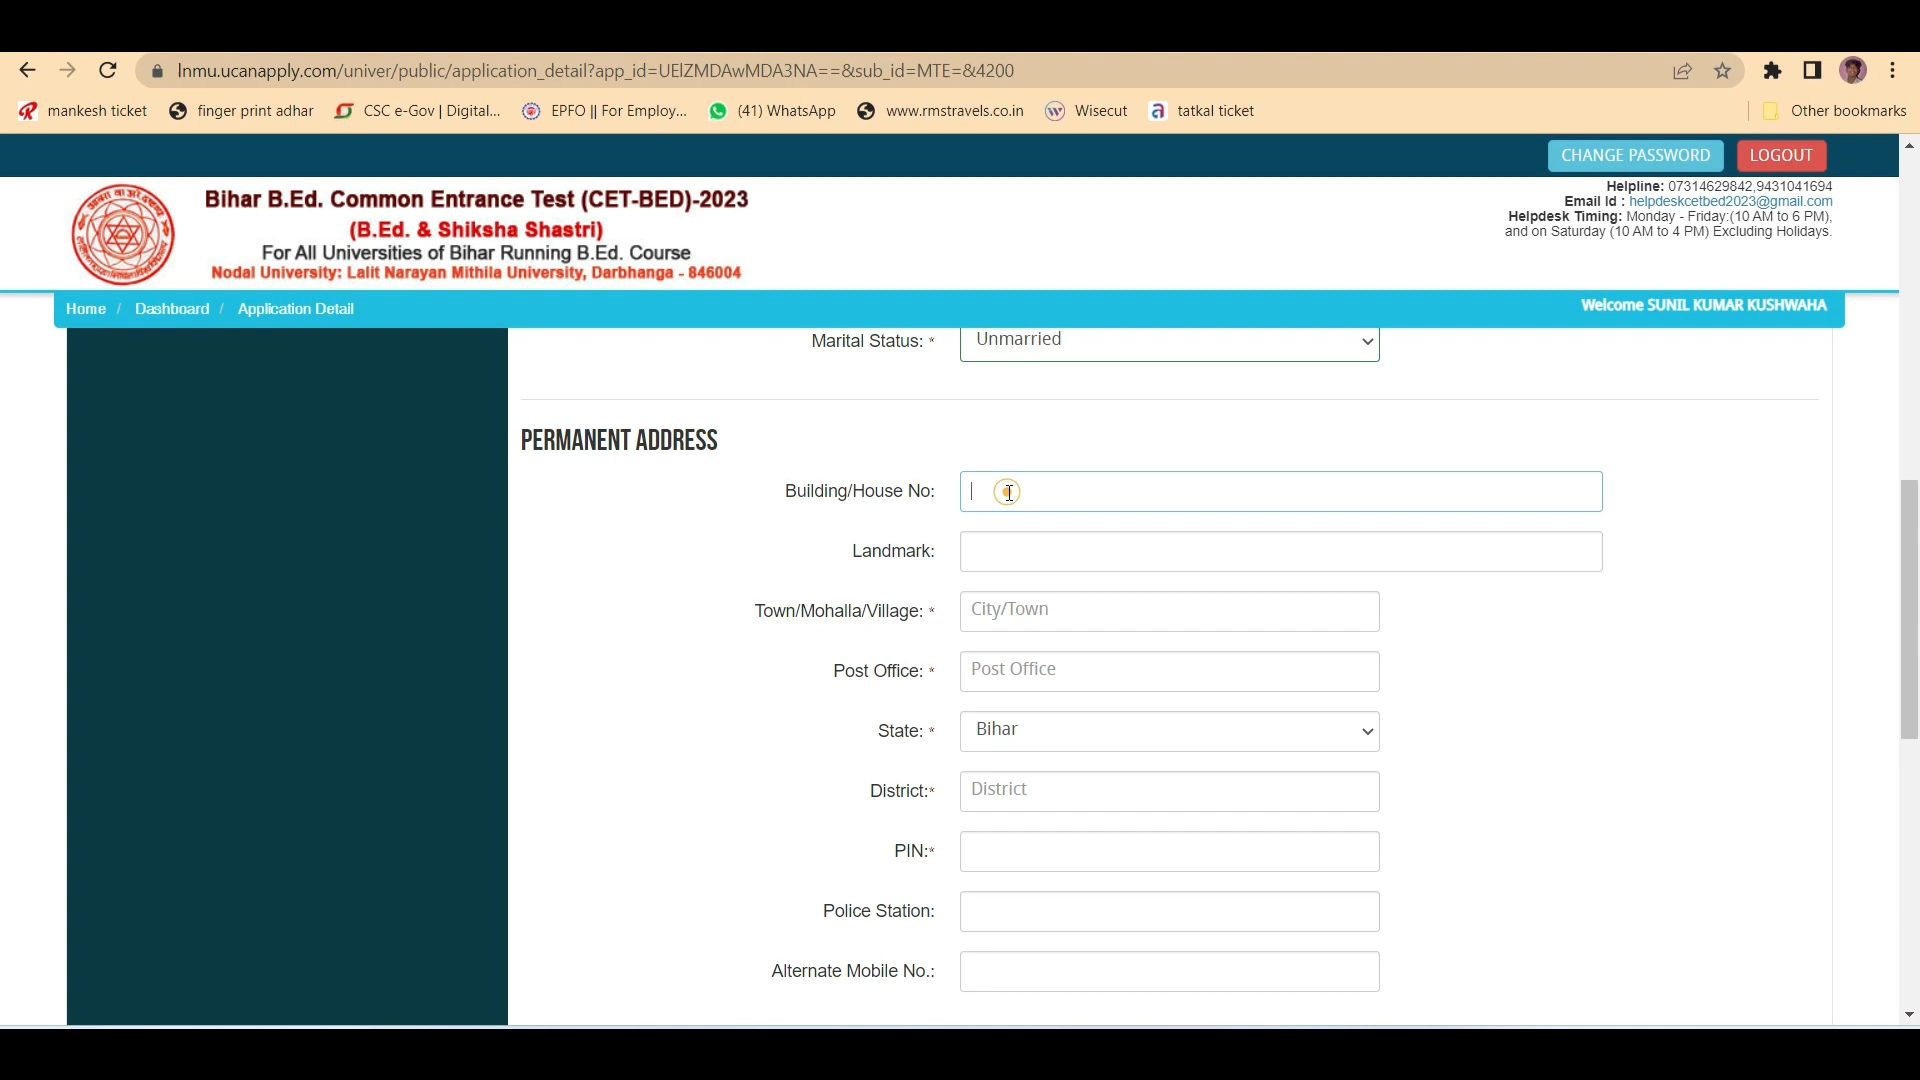 lnmu.ucanapply.com/univer/public/application_detail?app_id=UElZMDAwMDA3NA==&sub_id=MTE=&4200
mankesh ticket
finger print adhar
CSC e-Gov | Digital...
EPFO || For Employ...
(41) WhatsApp
www.rmstravels.co.in
Wisecut
tatkal ticket
Other bookmarks
CHANGE PASSWORD
LOGOUT
Bihar B.Ed. Common Entrance Test (CET-BED)-2023
(B.Ed. & Shiksha Shastri)
For All Universities of Bihar Running B.Ed. Course
Nodal University: Lalit Narayan Mithila University, Darbhanga - 846004
Helpline: 07314629842,9431041694
Email Id : helpdeskcetbed2023@gmail.com
Helpdesk Timing: Monday - Friday:(10 AM to 6 PM),
and on Saturday (10 AM to 4 PM) Excluding Holidays.
Home / Dashboard / Application Detail
Welcome SUNIL KUMAR KUSHWAHA
Marital Status: * Unmarried
PERMANENT ADDRESS
Building/House No:
Landmark:
Town/Mohalla/Village: * City/Town
Post Office: * Post Office
State: * Bihar
District:* District
PIN:*
Police Station:
Alternate Mobile No.: